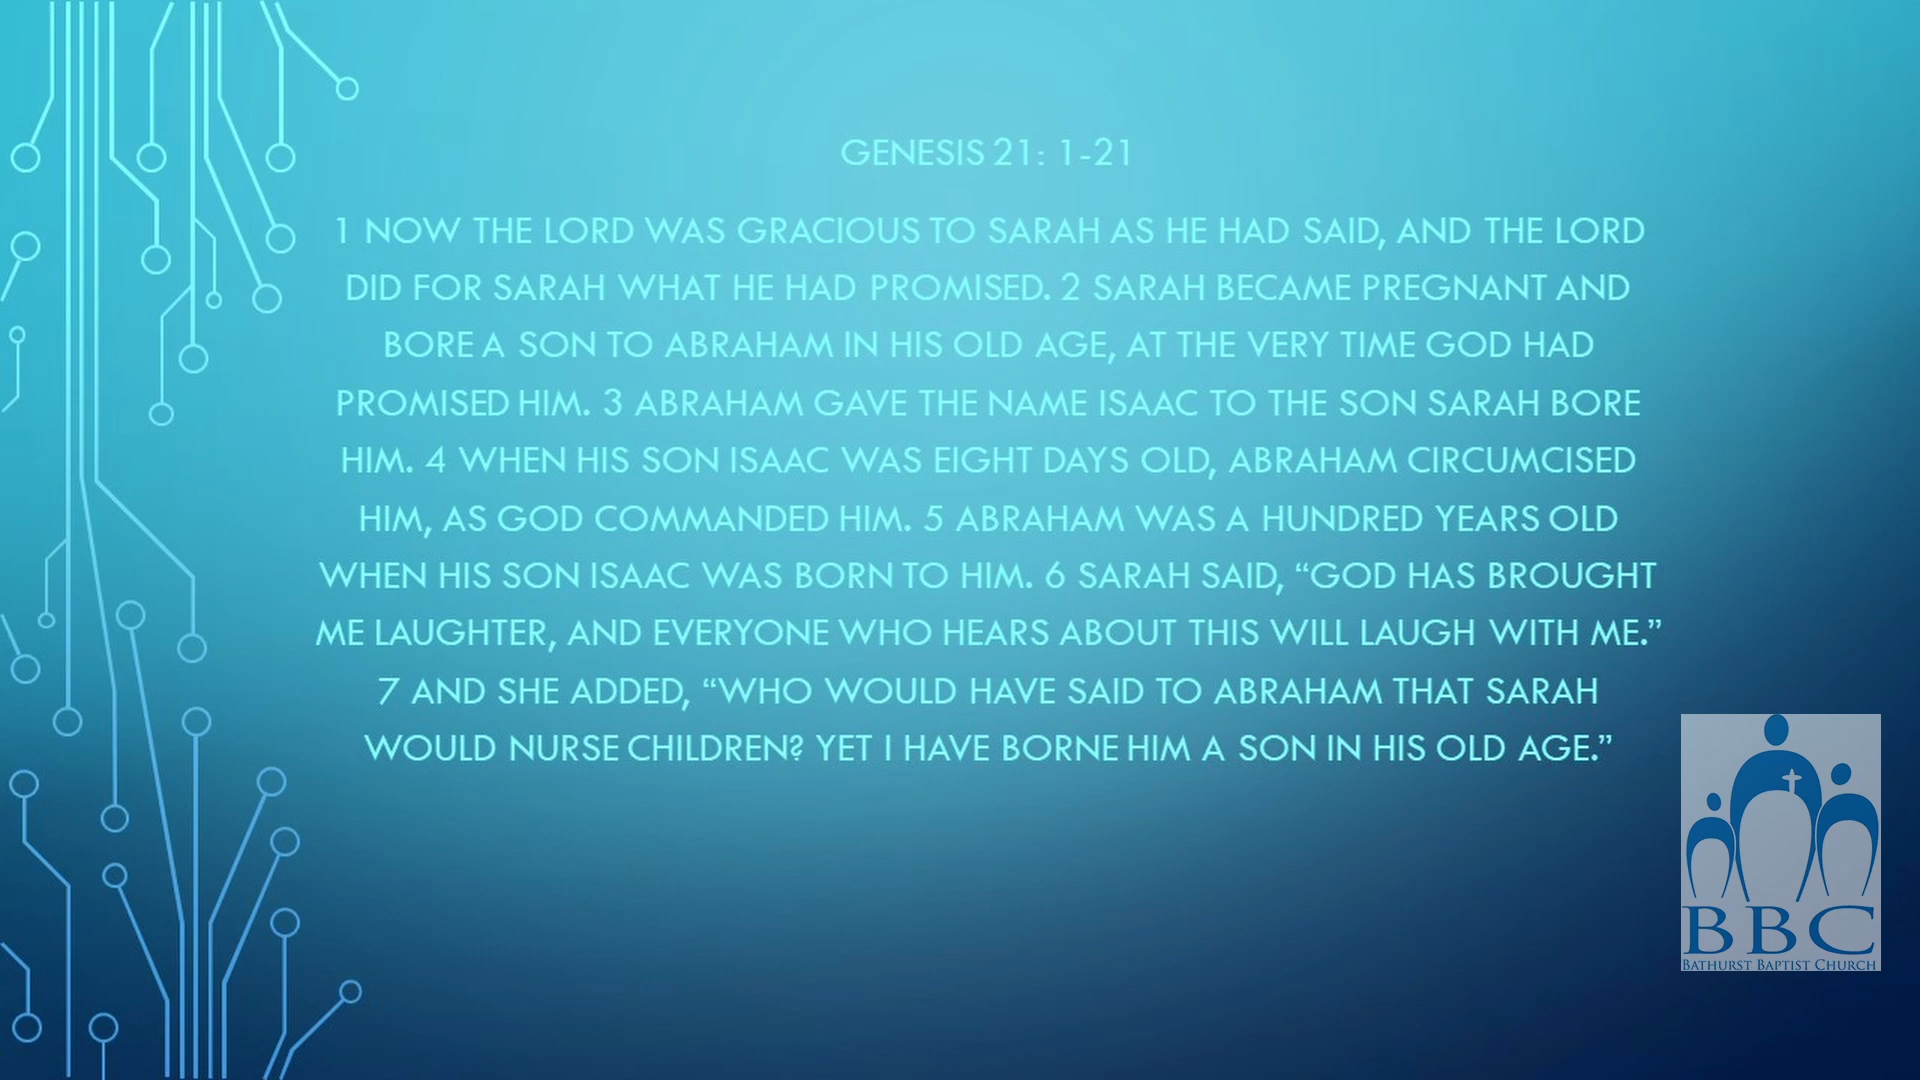 GENESIS 21: 1-21
1 NOW THE LORD WAS GRACIOUS TO SARAH AS HE HAD SAID, AND THE LORD
DID FOR SARAH WHAT HE HAD PROMISED. 2 SARAH BECAME PREGNANT AND
BORE A SON TO ABRAHAM IN HIS OLD AGE, AT THE VERY TIME GOD HAD
PROMISED HIM. 3 ABRAHAM GAVE THE NAME ISAAC TO THE SON SARAH BORE
HIM. 4 WHEN HIS SON ISAAC WAS EIGHT DAYS OLD, ABRAHAM CIRCUMCISED
HIM, AS GOD COMMANDED HIM. 5 ABRAHAM WAS A HUNDRED YEARS OLD
WHEN HIS SON ISAAC WAS BORN TO HIM. 6 SARAH SAID, “GOD HAS BROUGHT
ME LAUGHTER, AND EVERYONE WHO HEARS ABOUT THIS WILL LAUGH WITH ME.”
7 AND SHE ADDED, “WHO WOULD HAVE SAID TO ABRAHAM THAT SARAH
WOULD NURSE CHILDREN? YET I HAVE BORNE HIM A SON IN HIS OLD AGE.”
BBC
BATHURST BAPTIST CHURCH